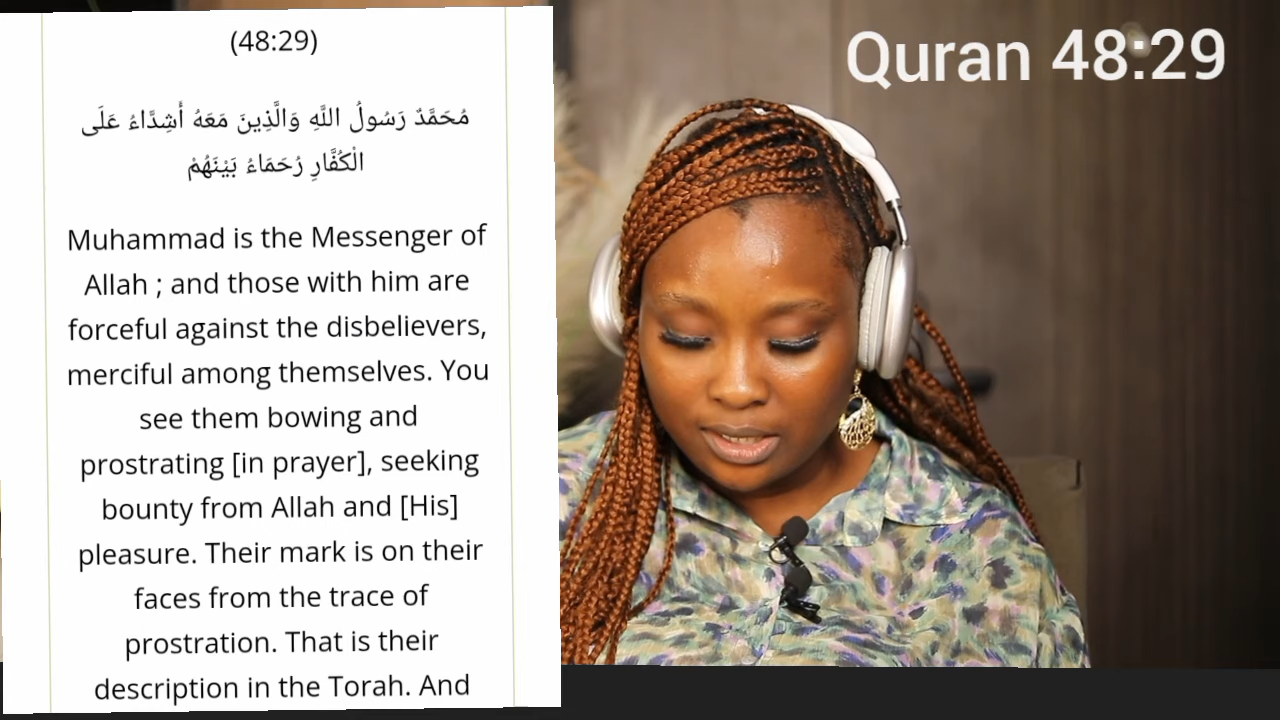 (48:29)
مُحَمَّدٌ رَسُولُ اللَّهِ وَالَّذِينَ مَعَهُ أَشِدَّاءُ عَلَى
الْكُفَّارِ رُحَمَاءُ بَيْنَهُمْ
Muhammad is the Messenger of
Allah ; and those with him are
forceful against the disbelievers,
merciful among themselves. You
see them bowing and
prostrating [in prayer], seeking
bounty from Allah and [His]
pleasure. Their mark is on their
faces from the trace of
prostration. That is their
description in the Torah. And
Quran 48:29